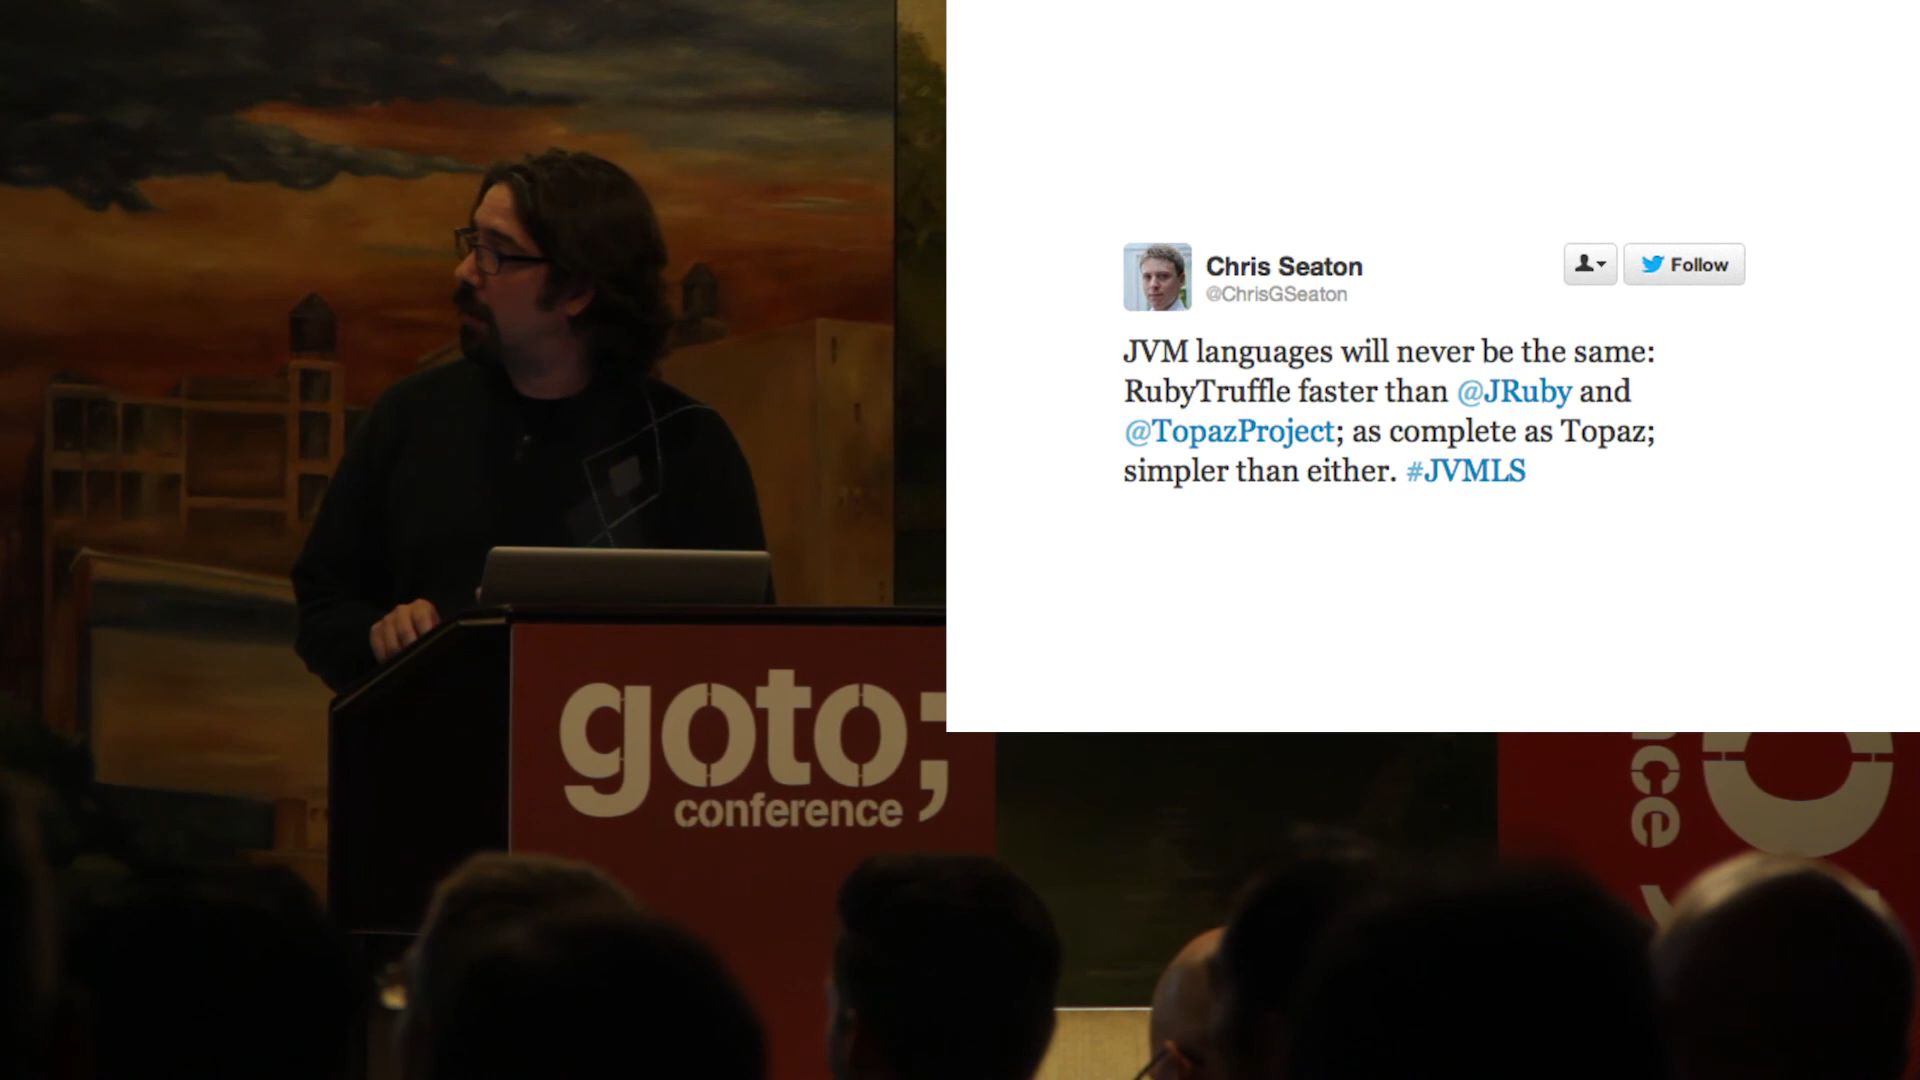 Chris Seaton
@ChrisGSeaton
Follow
JVM languages will never be the same:
RubyTruffle faster than @JRuby and
@TopazProject; as complete as Topaz;
simpler than either. #JVMLS
goto;
conference